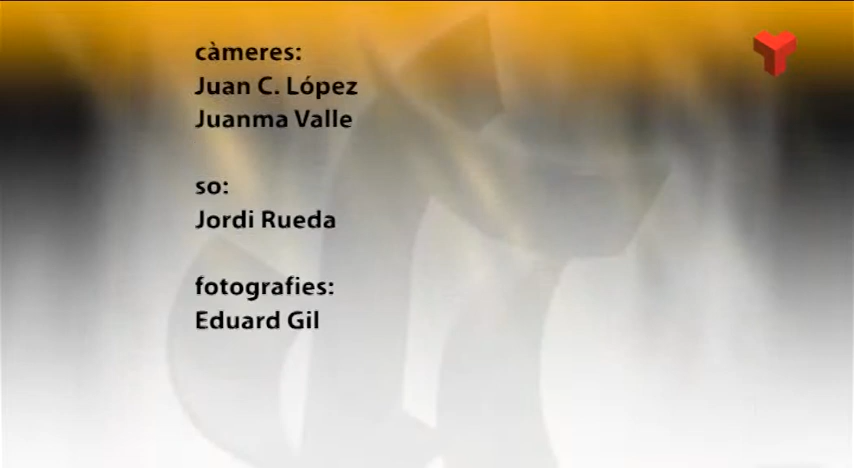 càmeres:
Juan C. López
Juanma Valle
so:
Jordi Rueda
fotografies:
Eduard Gil